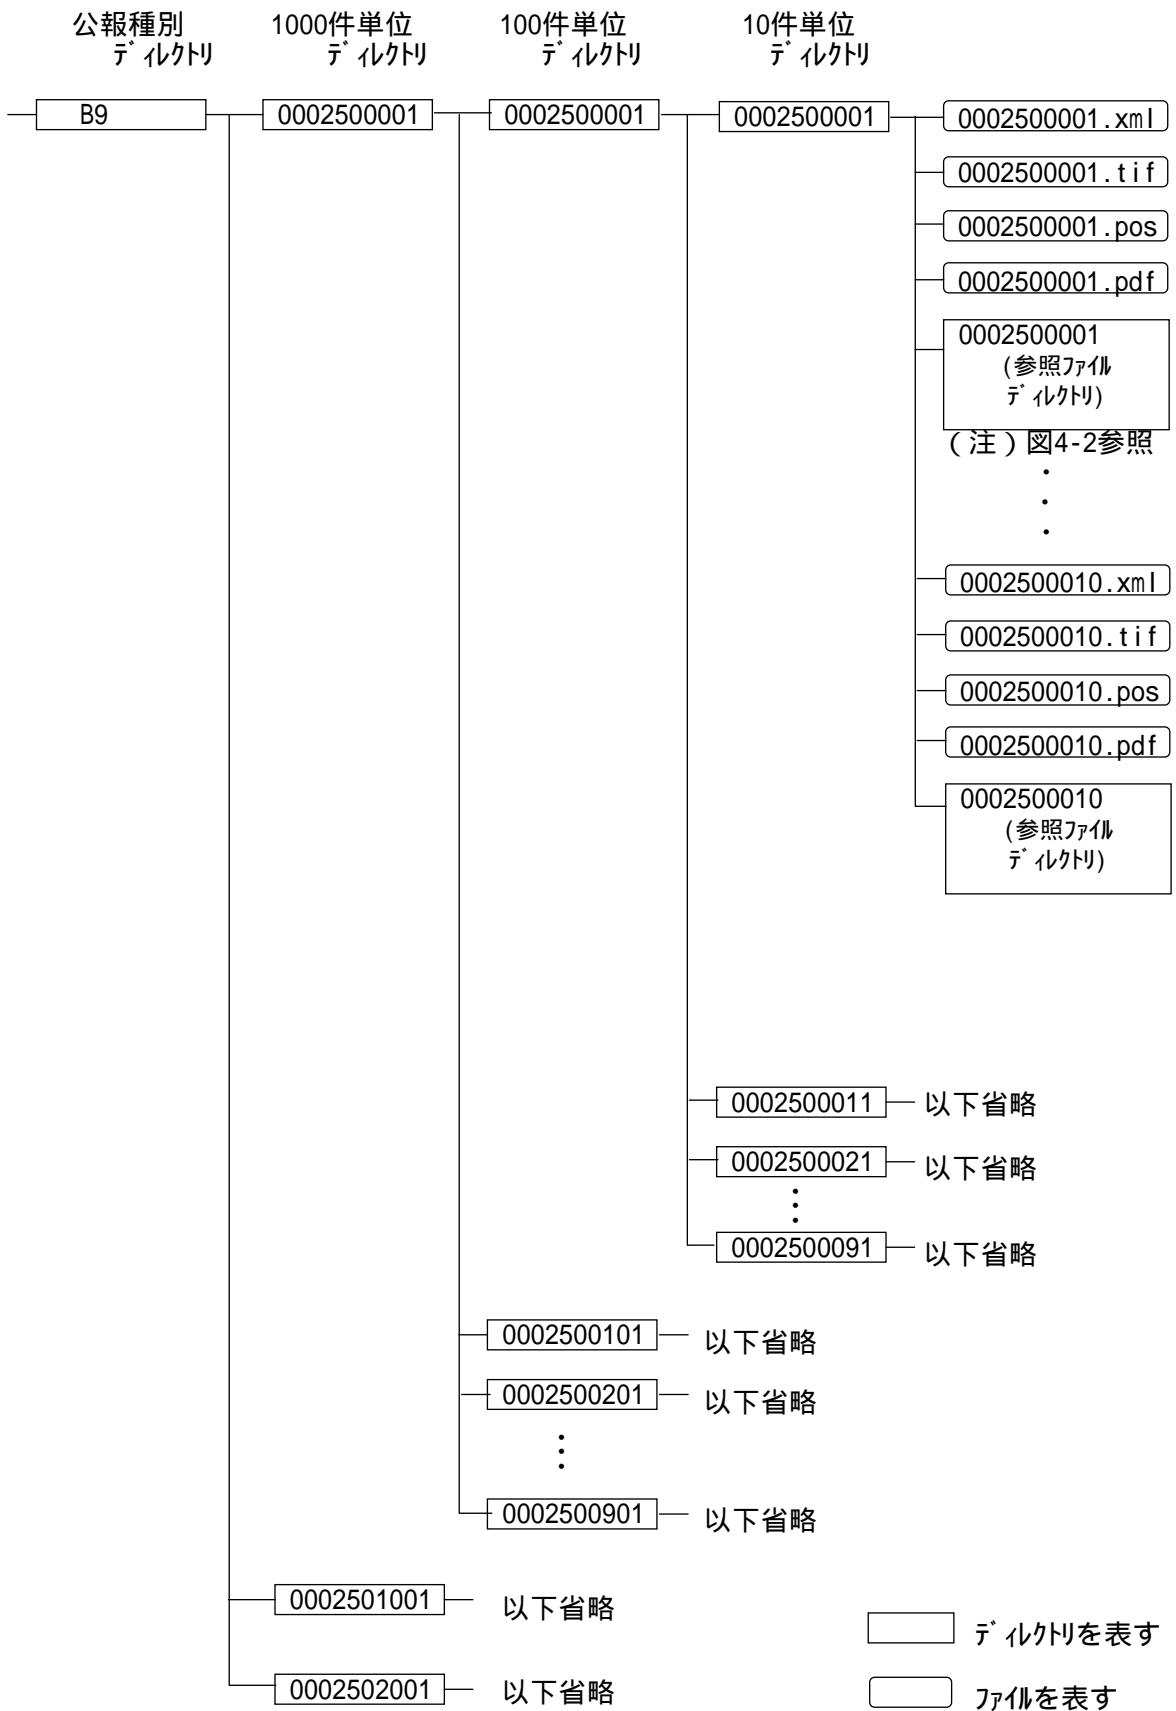 公報種別
ﾃﾞｨﾚｸﾄﾘ
1000件単位
ﾃﾞｨﾚｸﾄﾘ
100件単位
ﾃﾞｨﾚｸﾄﾘ
10件単位
ﾃﾞｨﾚｸﾄﾘ
B9
0002500001
0002500001
0002500001
0002500001.xml
0002500001.tif
0002500001.pos
0002500001.pdf
0002500001
(参照ﾌｧｲﾙ
ﾃﾞｨﾚｸﾄﾘ)
(注)図4-2参照
・
・
・
0002500010.xml
0002500010.tif
0002500010.pos
0002500010.pdf
0002500010
(参照ﾌｧｲﾙ
ﾃﾞｨﾚｸﾄﾘ)
0002500011 以下省略
0002500021 以下省略
⋮
0002500091 以下省略
0002500101 以下省略
0002500201 以下省略
⋮
0002500901 以下省略
0002501001 以下省略
0002502001 以下省略
ﾃﾞｨﾚｸﾄﾘを表す
ﾌｧｲﾙを表す